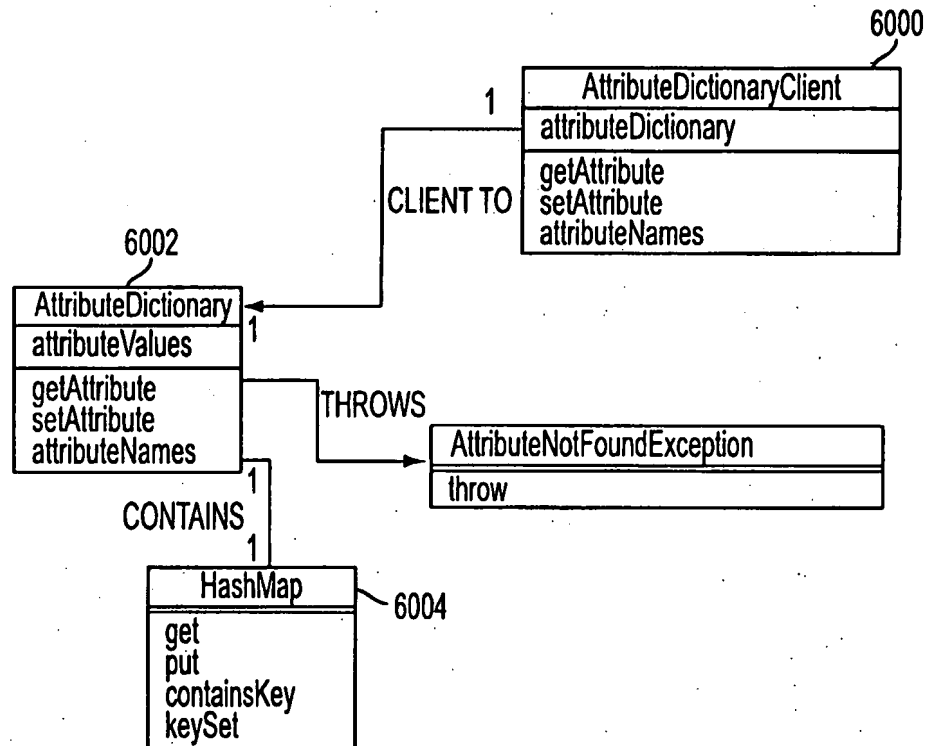 6000
AttributeDictionaryClient
attributeDictionary
getAttribute
setAttribute
attributeNames
1
CLIENT TO
6002
AttributeDictionary
1
attributeValues
getAttribute
setAttribute
attributeNames
THROWS
AttributeNotFoundException
throw
1
CONTAINS
1
HashMap
6004
get
put
containsKey
keySet